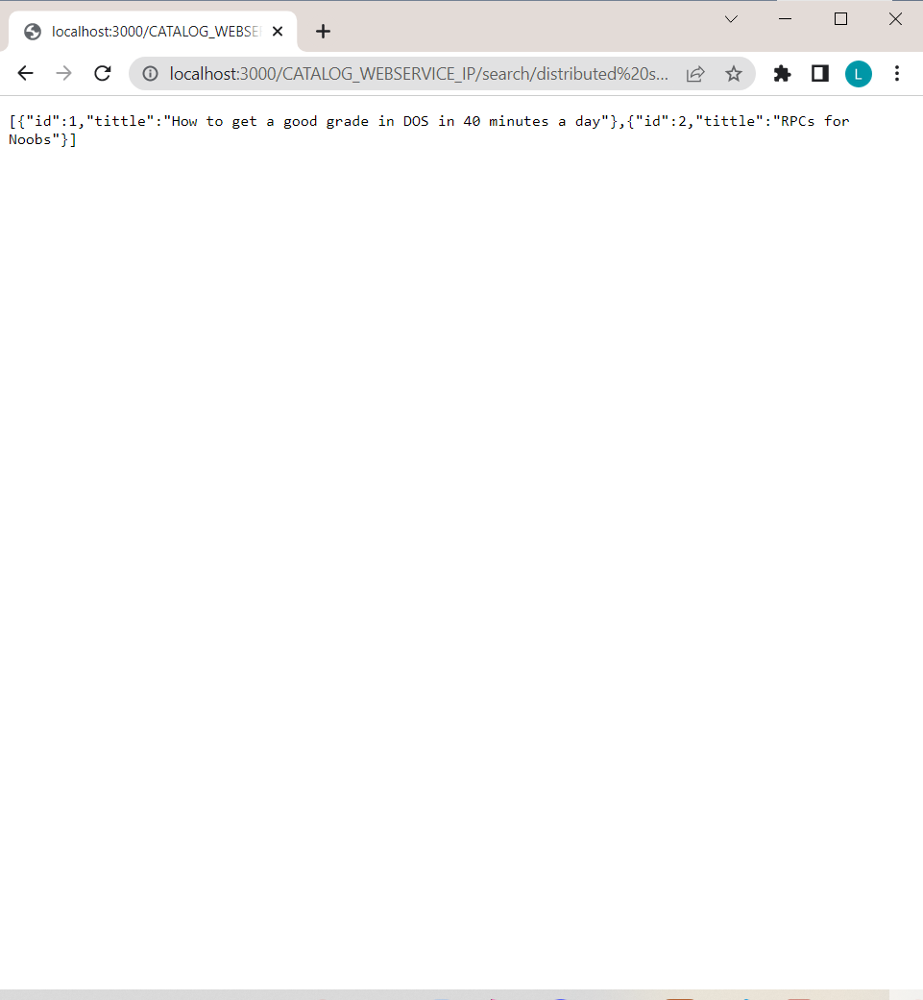 localhost:3000/CATALOG_WEBSER
localhost:3000/CATALOG_WEBSERVICE_IP/search/distributed%20s...
L
[{"id":1,"tittle":"How to get a good grade in DOS in 40 minutes a day"},{"id":2,"tittle":"RPCs for
Noobs"}]